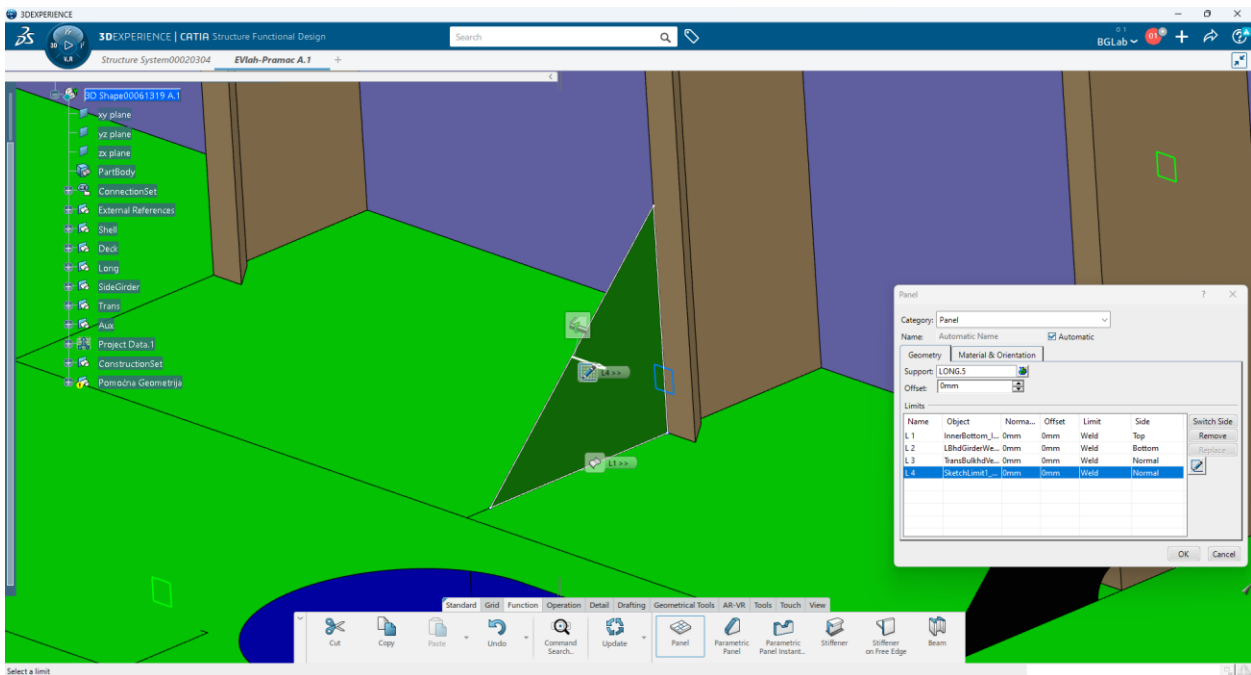 3DEXPERIENCE
3DEXPERIENCE | CATIA Structure Functional Design
Search
BGLab
Structure System00020304
EVlah-Pramac A.1
3D Shape00061319 A.1
xy plane
yz plane
zx plane
PartBody
ConnectionSet
External References
Shell
Deck
Long
SideGirder
Trans
Aux
Project Data.1
ConstructionSet
Pomoćna Geometrija
L4 >>
L1 >>
Panel
Category: Panel
Name: Automatic Name Automatic
Geometry Material & Orientation
Support: LONG.5
Offset: 0mm
Limits
Name Object Norma... Offset Limit Side Switch Side
L 1 InnerBottom_I... 0mm 0mm Weld Top Remove
L 2 LBhdGirderWe... 0mm 0mm Weld Bottom Replace
L 3 TransBulkhdVe... 0mm 0mm Weld Normal
L 4 SketchLimit1_... 0mm 0mm Weld Normal
OK Cancel
Standard Grid Function Operation Detail Drafting Geometrical Tools AR-VR Tools Touch View
Cut Copy Paste Undo Command Search... Update Panel Parametric Panel Parametric Panel Instant.. Stiffener Stiffener on Free Edge Beam
Select a limit